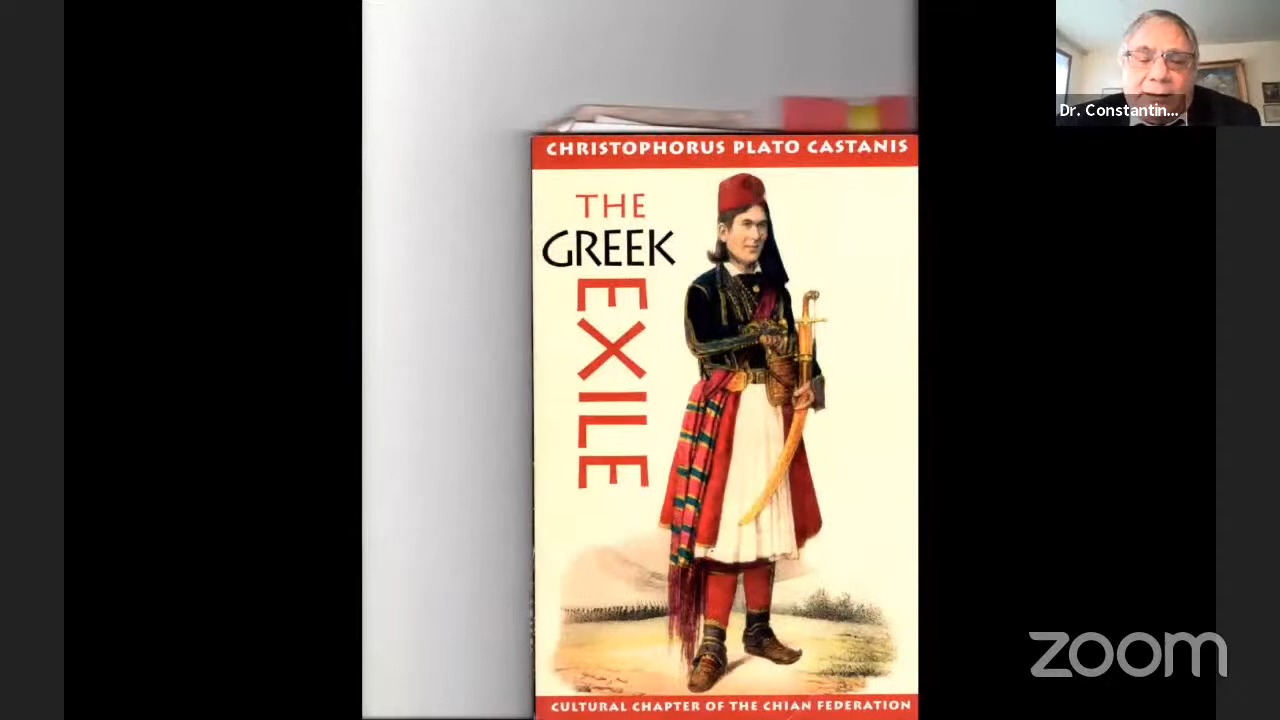 CHRISTOPHORUS PLATO CASTANIS
THE
GREEK
EXILE
CULTURAL CHAPTER OF THE CHIAN FEDERATION
Dr. Constantin...
zoom